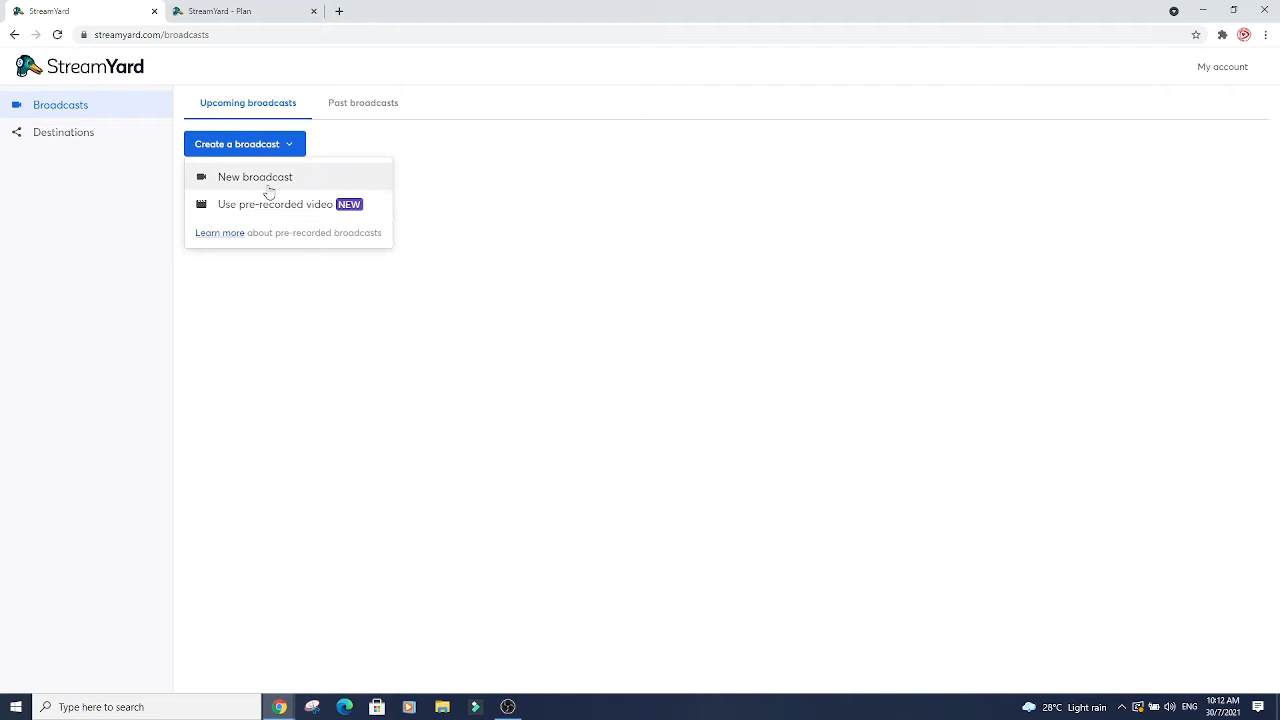 StreamYard
StreamYard - Plan
streamyard.com/broadcasts
StreamYard
My account
Broadcasts
Destinations
Upcoming broadcasts
Past broadcasts
Create a broadcast
New broadcast
Use pre-recorded video NEW
Learn more about pre-recorded broadcasts
Type here to search
28°C Light rain
ENG
10:12 AM
30/7/2021